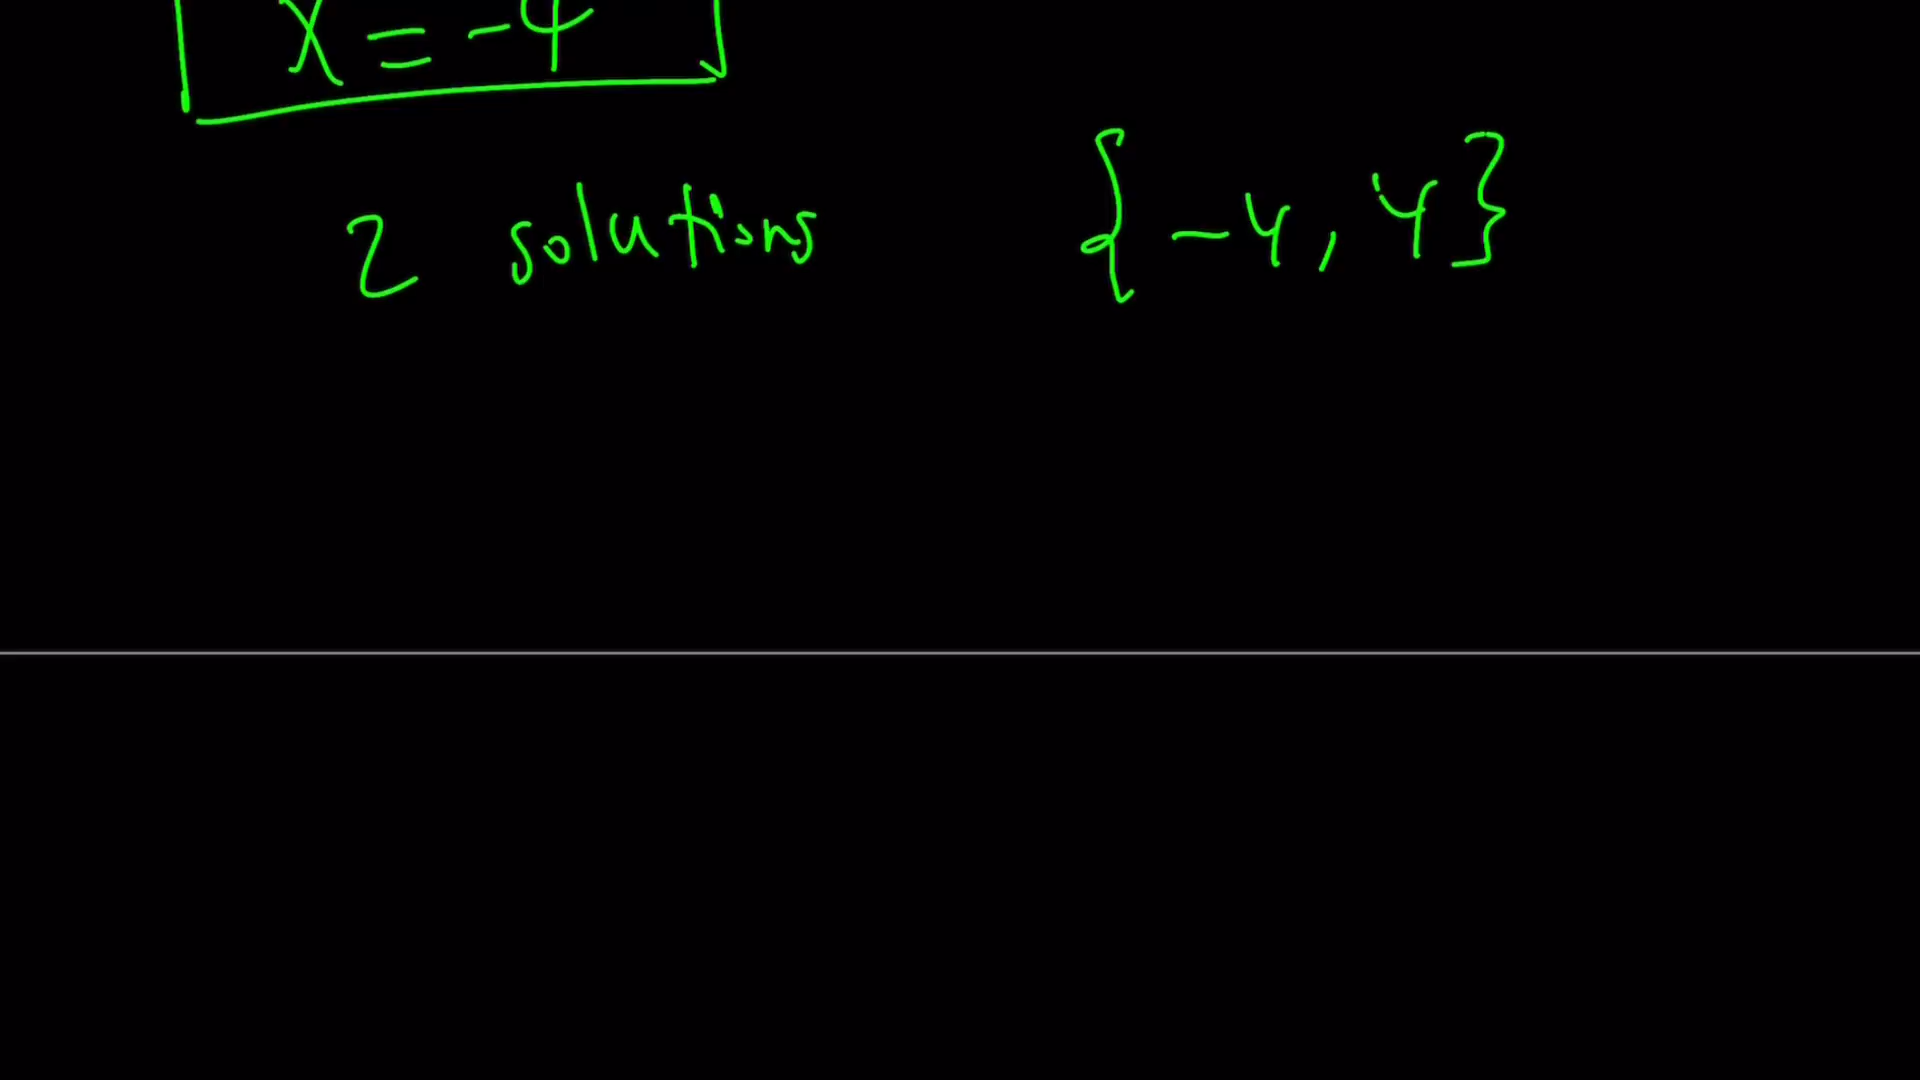 X = -4
2 solutions {-4, 4}